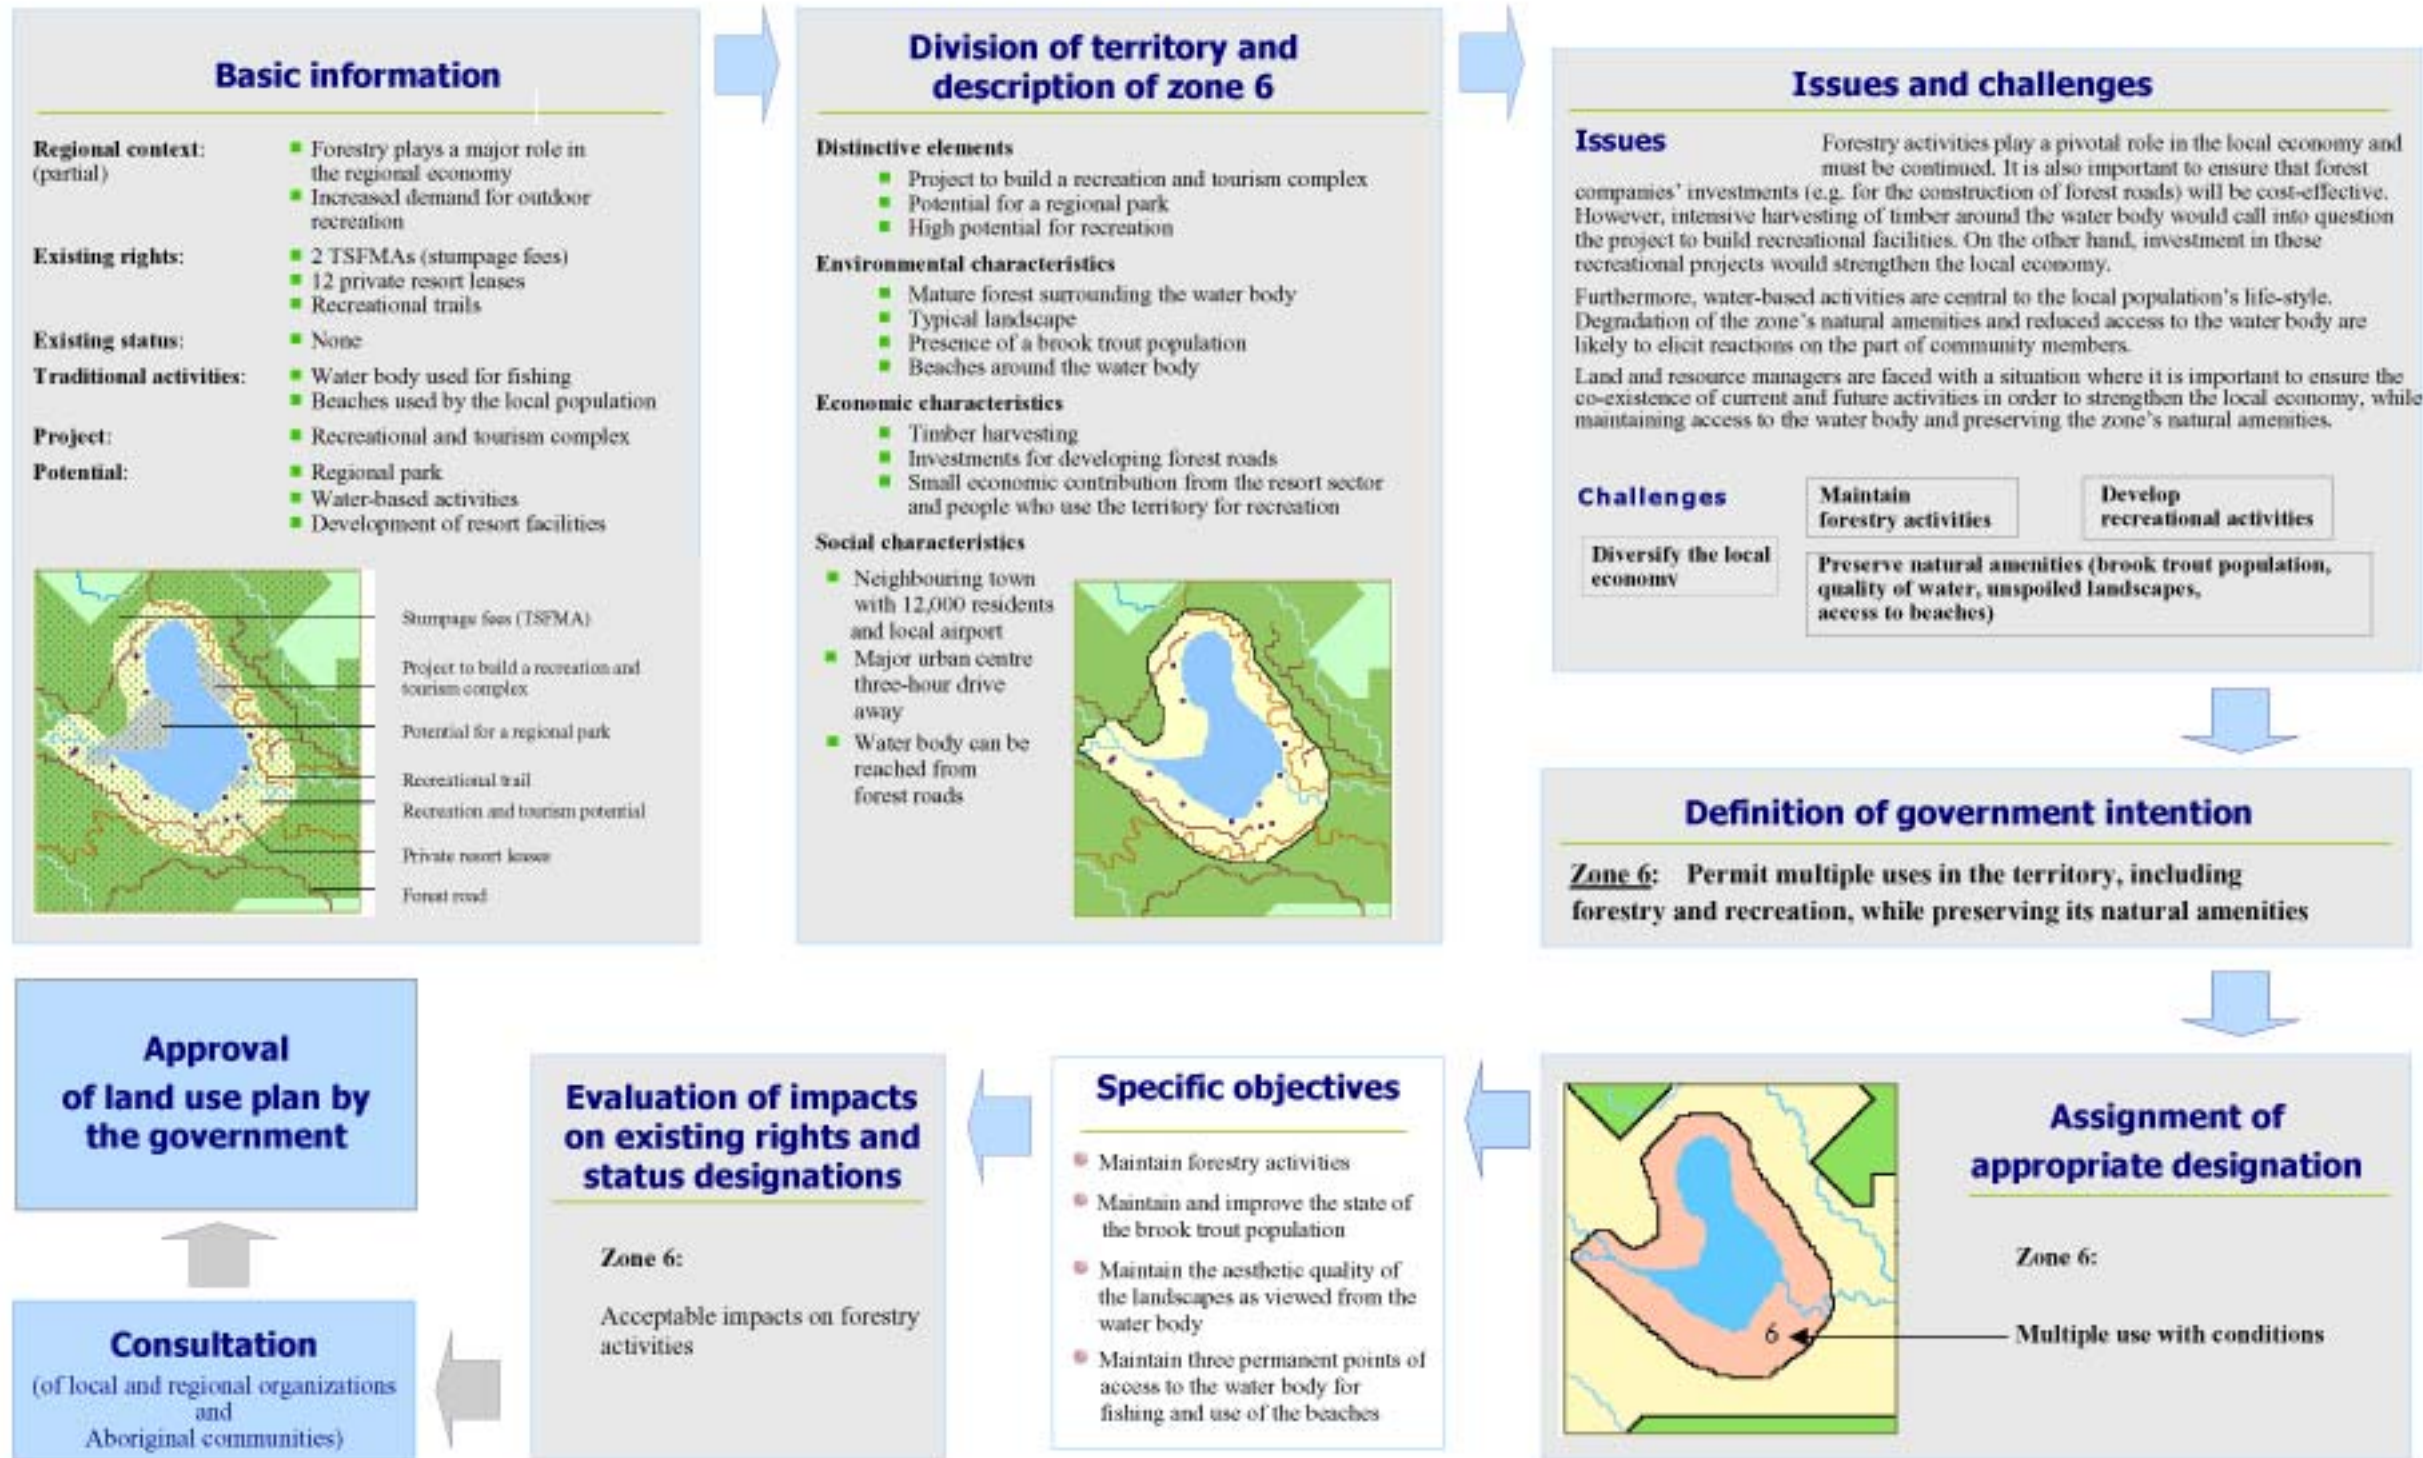 Basic information
Regional context:
(partial)
Forestry plays a major role in
the regional economy
Increased demand for outdoor
recreation
Existing rights:
2 TSFMAs (stumpage fees)
12 private resort leases
Recreational trails
Existing status:
None
Traditional activities:
Water body used for fishing
Beaches used by the local population
Project:
Recreational and tourism complex
Potential:
Regional park
Water-based activities
Development of resort facilities
Stumpage fees (TSFMA)
Project to build a recreation and
tourism complex
Potential for a regional park
Recreational trail
Recreation and tourism potential
Private resort leases
Forest road
Division of territory and
description of zone 6
Distinctive elements
Project to build a recreation and tourism complex
Potential for a regional park
High potential for recreation
Environmental characteristics
Mature forest surrounding the water body
Typical landscape
Presence of a brook trout population
Beaches around the water body
Economic characteristics
Timber harvesting
Investments for developing forest roads
Small economic contribution from the resort sector
and people who use the territory for recreation
Social characteristics
Neighbouring town
with 12,000 residents
and local airport
Major urban centre
three-hour drive
away
Water body can be
reached from
forest roads
Issues and challenges
Issues
Forestry activities play a pivotal role in the local economy and
must be continued. It is also important to ensure that forest
companies' investments (e.g. for the construction of forest roads) will be cost-effective.
However, intensive harvesting of timber around the water body would call into question
the project to build recreational facilities. On the other hand, investment in these
recreational projects would strengthen the local economy.
Furthermore, water-based activities are central to the local population's life-style.
Degradation of the zone's natural amenities and reduced access to the water body are
likely to elicit reactions on the part of community members.
Land and resource managers are faced with a situation where it is important to ensure the
co-existence of current and future activities in order to strengthen the local economy, while
maintaining access to the water body and preserving the zone's natural amenities.
Challenges
Maintain
forestry activities
Develop
recreational activities
Diversify the local
economy
Preserve natural amenities (brook trout population,
quality of water, unspoiled landscapes,
access to beaches)
Definition of government intention
Zone 6: Permit multiple uses in the territory, including
forestry and recreation, while preserving its natural amenities
Assignment of
appropriate designation
Zone 6:
Multiple use with conditions
6
Specific objectives
Maintain forestry activities
Maintain and improve the state of
the brook trout population
Maintain the aesthetic quality of
the landscapes as viewed from the
water body
Maintain three permanent points of
access to the water body for
fishing and use of the beaches
Evaluation of impacts
on existing rights and
status designations
Zone 6:
Acceptable impacts on forestry
activities
Consultation
(of local and regional organizations
and
Aboriginal communities)
Approval
of land use plan by
the government